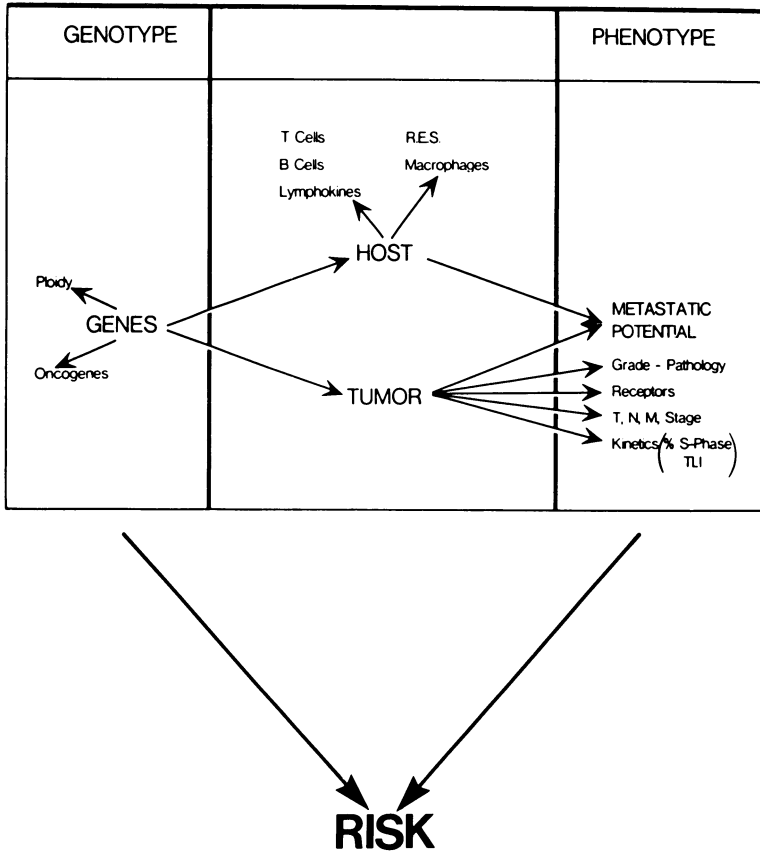 GENOTYPE
PHENOTYPE
T Cells
B Cells
Lymphokines
R.E.S.
Macrophages
HOST
Ploidy
GENES
Oncogenes
TUMOR
METASTATIC
POTENTIAL
Grade - Pathology
Receptors
T, N, M, Stage
Kinetics (% S-Phase
TLI)
RISK